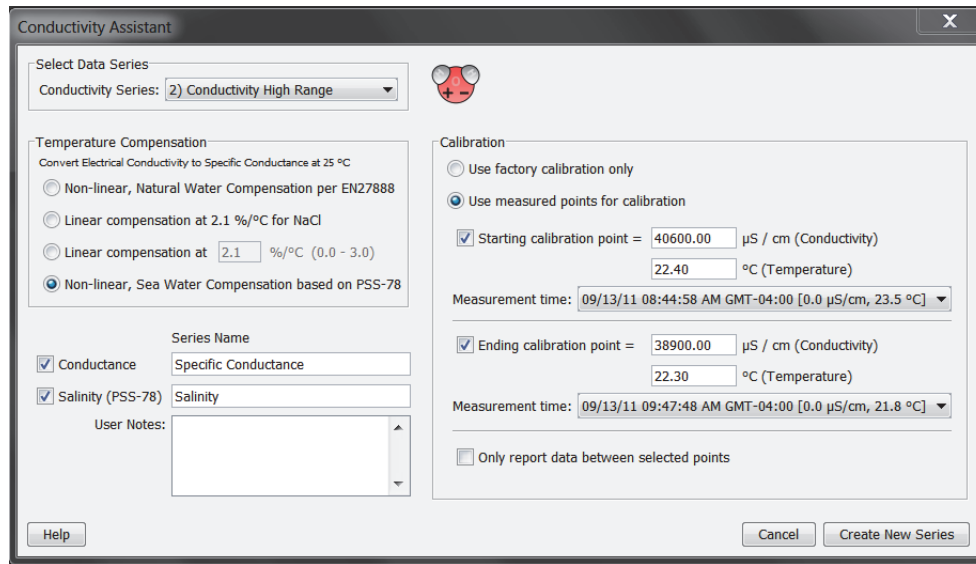 Conductivity Assistant
X
Select Data Series
Conductivity Series: 2) Conductivity High Range
Temperature Compensation
Convert Electrical Conductivity to Specific Conductance at 25 °C
Non-linear, Natural Water Compensation per EN27888
Linear compensation at 2.1 %/°C for NaCl
Linear compensation at 2.1 %/°C (0.0 - 3.0)
Non-linear, Sea Water Compensation based on PSS-78
Series Name
Conductance Specific Conductance
Salinity (PSS-78) Salinity
User Notes:
Calibration
Use factory calibration only
Use measured points for calibration
Starting calibration point = 40600.00 µS / cm (Conductivity)
22.40 °C (Temperature)
Measurement time: 09/13/11 08:44:58 AM GMT-04:00 [0.0 µS/cm, 23.5 °C]
Ending calibration point = 38900.00 µS / cm (Conductivity)
22.30 °C (Temperature)
Measurement time: 09/13/11 09:47:48 AM GMT-04:00 [0.0 µS/cm, 21.8 °C]
Only report data between selected points
Help
Cancel
Create New Series